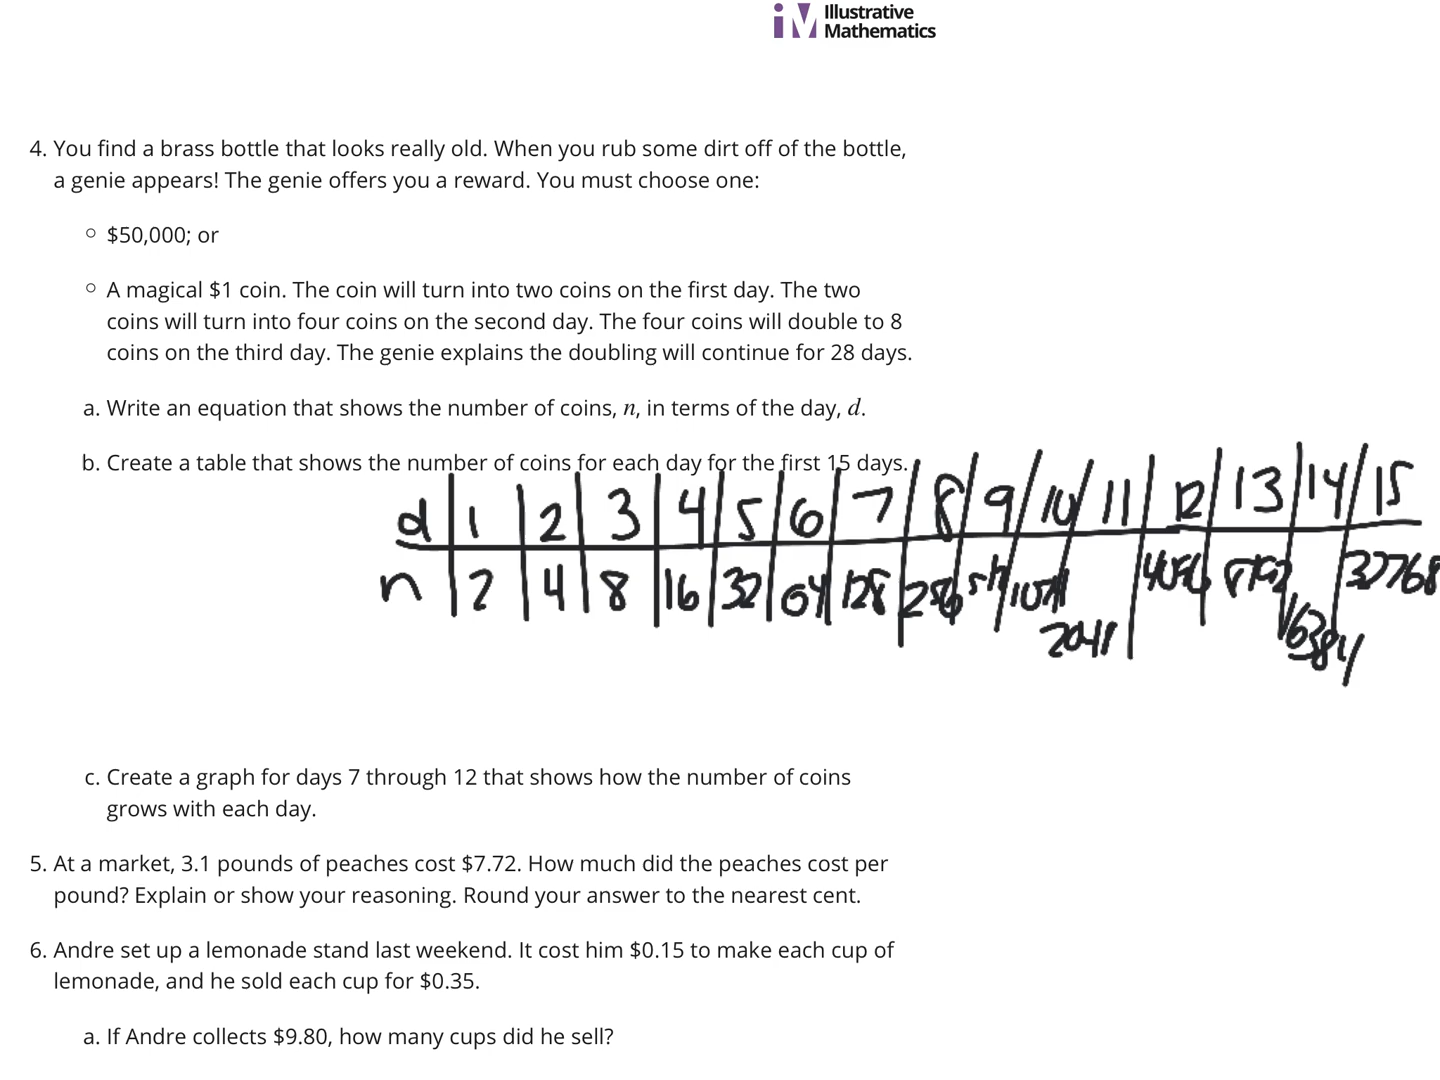 Illustrative
Mathematics
4. You find a brass bottle that looks really old. When you rub some dirt off of the bottle,
a genie appears! The genie offers you a reward. You must choose one:
○ $50,000; or
○ A magical $1 coin. The coin will turn into two coins on the first day. The two
coins will turn into four coins on the second day. The four coins will double to 8
coins on the third day. The genie explains the doubling will continue for 28 days.
a. Write an equation that shows the number of coins, n, in terms of the day, d.
b. Create a table that shows the number of coins for each day for the first 15 days.
d 1 2 3 4 5 6 7 8 9 10 11 12 13 14 15
n 2 4 8 16 32 64 128 256 4096 8192 16384 32768
c. Create a graph for days 7 through 12 that shows how the number of coins
grows with each day.
5. At a market, 3.1 pounds of peaches cost $7.72. How much did the peaches cost per
pound? Explain or show your reasoning. Round your answer to the nearest cent.
6. Andre set up a lemonade stand last weekend. It cost him $0.15 to make each cup of
lemonade, and he sold each cup for $0.35.
a. If Andre collects $9.80, how many cups did he sell?